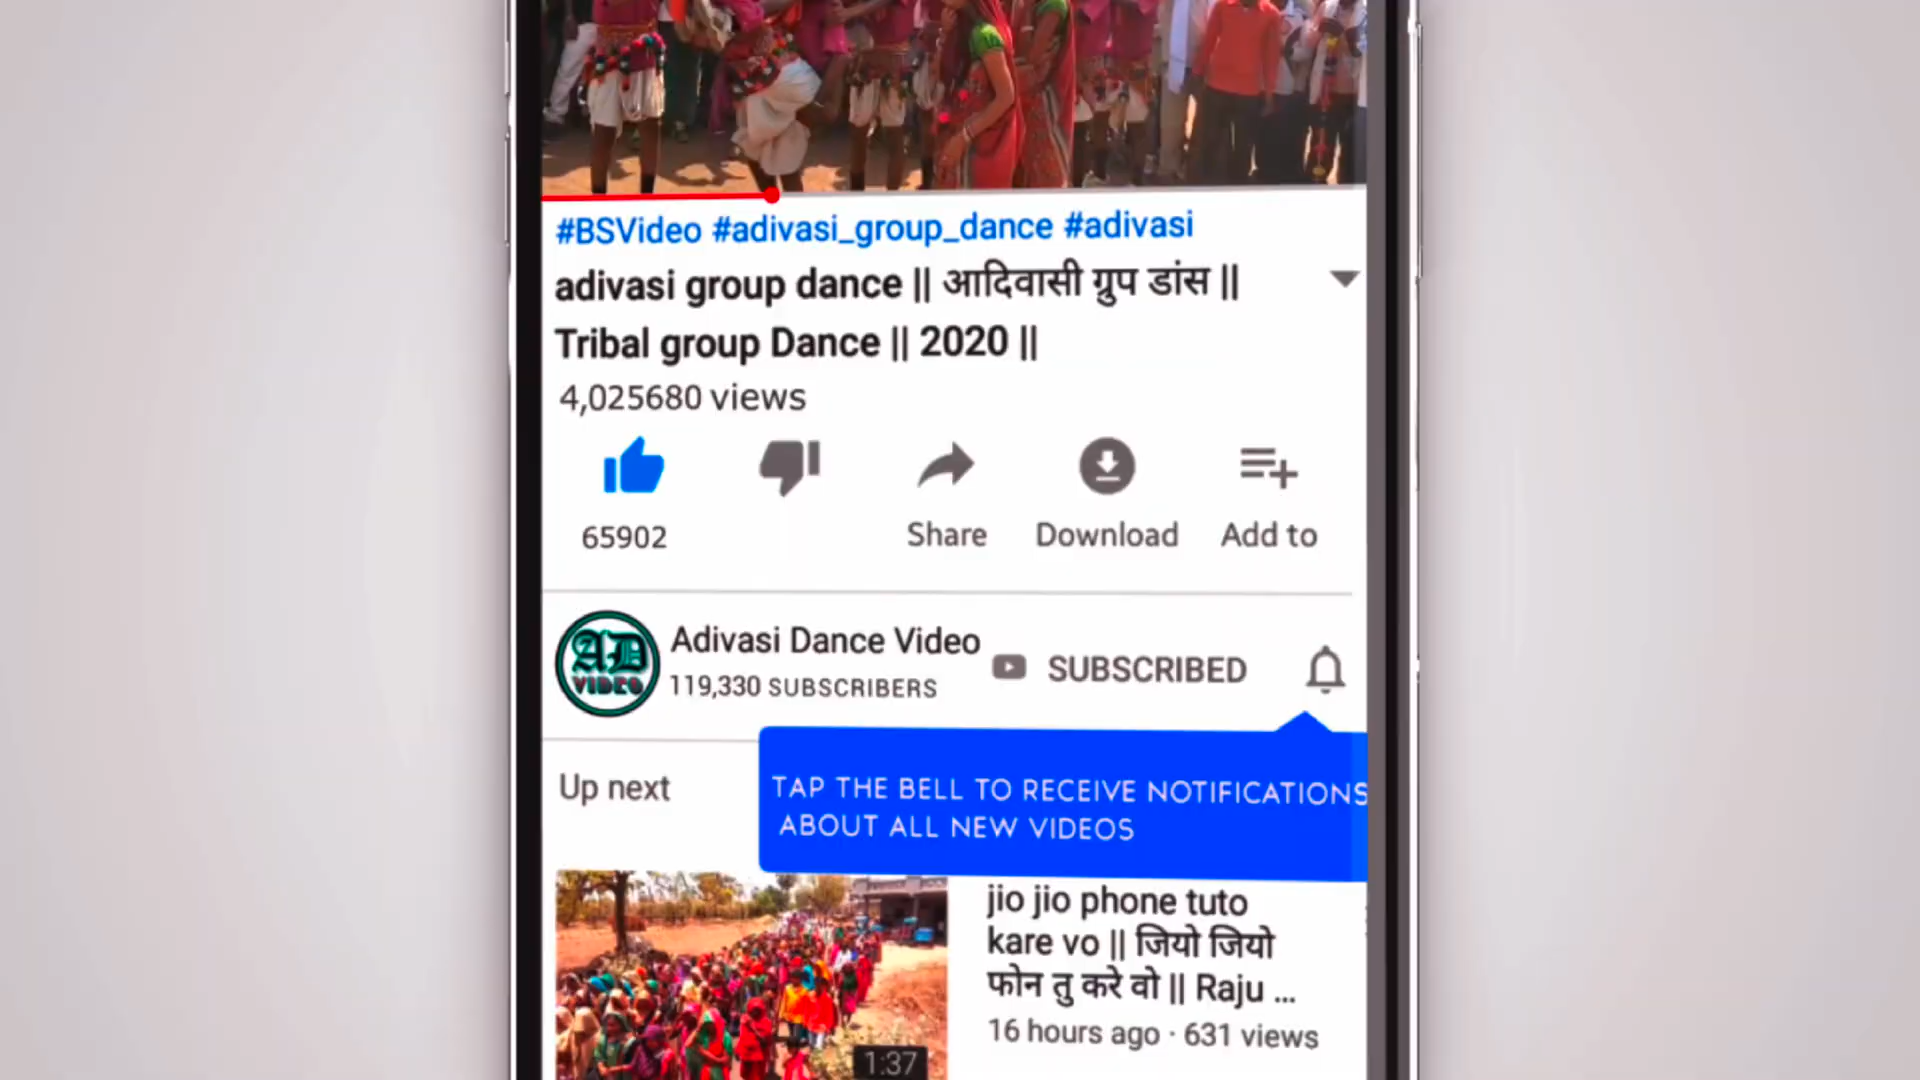 #BSVideo #adivasi_group_dance #adivasi
adivasi group dance || आदिवासी ग्रुप डांस ||
Tribal group Dance || 2020 ||
4,025680 views
65902
Share
Download
Add to
AD
VIDEO
Adivasi Dance Video
119,330 SUBSCRIBERS
SUBSCRIBED
Up next
TAP THE BELL TO RECEIVE NOTIFICATIONS
ABOUT ALL NEW VIDEOS
jio jio phone tuto
kare vo || जियो जियो
फोन तु करे वो || Raju ...
16 hours ago · 631 views
1:37